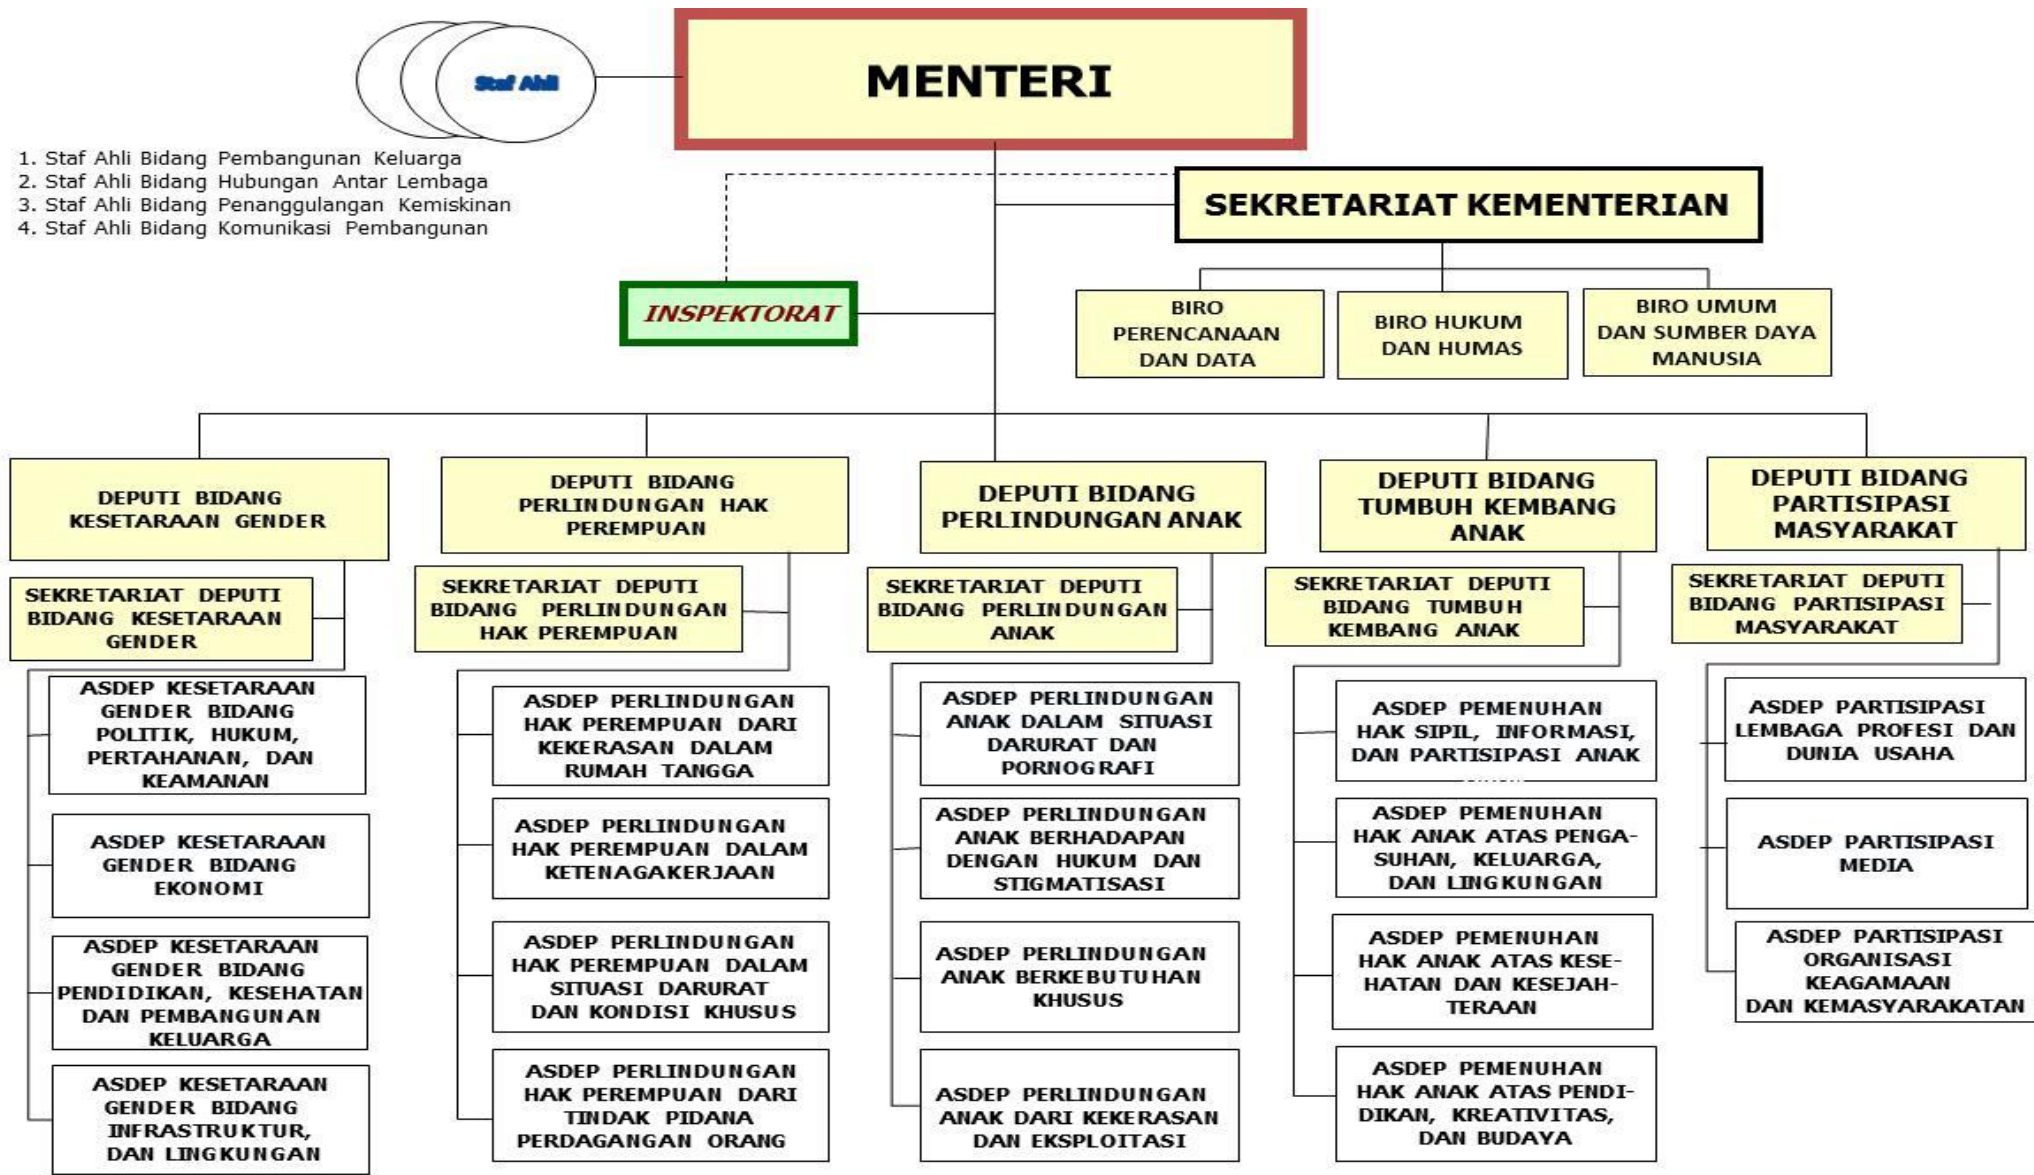 MENTERI
Staf Ahli
1. Staf Ahli Bidang Pembangunan Keluarga
2. Staf Ahli Bidang Hubungan Antar Lembaga
3. Staf Ahli Bidang Penanggulangan Kemiskinan
4. Staf Ahli Bidang Komunikasi Pembangunan
SEKRETARIAT KEMENTERIAN
INSPEKTORAT
BIRO
PERENCANAAN
DAN DATA
BIRO HUKUM
DAN HUMAS
BIRO UMUM
DAN SUMBER DAYA
MANUSIA
DEPUTI BIDANG
KESETARAAN GENDER
SEKRETARIAT DEPUTI
BIDANG KESETARAAN
GENDER
ASDEP KESETARAAN
GENDER BIDANG
POLITIK, HUKUM,
PERTAHANAN, DAN
KEAMANAN
ASDEP KESETARAAN
GENDER BIDANG
EKONOMI
ASDEP KESETARAAN
GENDER BIDANG
PENDIDIKAN, KESEHATAN
DAN PEMBANGUNAN
KELUARGA
ASDEP KESETARAAN
GENDER BIDANG
INFRASTRUKTUR,
DAN LINGKUNGAN
DEPUTI BIDANG
PERLINDUNGAN HAK
PEREMPUAN
SEKRETARIAT DEPUTI
BIDANG PERLINDUNGAN
HAK PEREMPUAN
ASDEP PERLINDUNGAN
HAK PEREMPUAN DARI
KEKERASAN DALAM
RUMAH TANGGA
ASDEP PERLINDUNGAN
HAK PEREMPUAN DALAM
KETENAGAKERJAAN
ASDEP PERLINDUNGAN
HAK PEREMPUAN DALAM
SITUASI DARURAT
DAN KONDISI KHUSUS
ASDEP PERLINDUNGAN
HAK PEREMPUAN DARI
TINDAK PIDANA
PERDAGANGAN ORANG
DEPUTI BIDANG
PERLINDUNGAN ANAK
SEKRETARIAT DEPUTI
BIDANG PERLINDUNGAN
ANAK
ASDEP PERLINDUNGAN
ANAK DALAM SITUASI
DARURAT DAN
PORNOGRAFI
ASDEP PERLINDUNGAN
ANAK BERHADAPAN
DENGAN HUKUM DAN
STIGMATISASI
ASDEP PERLINDUNGAN
ANAK BERKEBUTUHAN
KHUSUS
ASDEP PERLINDUNGAN
ANAK DARI KEKERASAN
DAN EKSPLOITASI
DEPUTI BIDANG
TUMBUH KEMBANG
ANAK
SEKRETARIAT DEPUTI
BIDANG TUMBUH
KEMBANG ANAK
ASDEP PEMENUHAN
HAK SIPIL, INFORMASI,
DAN PARTISIPASI ANAK
ASDEP PEMENUHAN
HAK ANAK ATAS PENGA-
SUHAN, KELUARGA,
DAN LINGKUNGAN
ASDEP PEMENUHAN
HAK ANAK ATAS KESE-
HATAN DAN KESEJAH-
TERAAN
ASDEP PEMENUHAN
HAK ANAK ATAS PENDI-
DIKAN, KREATIVITAS,
DAN BUDAYA
DEPUTI BIDANG
PARTISIPASI
MASYARAKAT
SEKRETARIAT DEPUTI
BIDANG PARTISIPASI
MASYARAKAT
ASDEP PARTISIPASI
LEMBAGA PROFESI DAN
DUNIA USAHA
ASDEP PARTISIPASI
MEDIA
ASDEP PARTISIPASI
ORGANISASI
KEAGAMAAN
DAN KEMASYARAKATAN